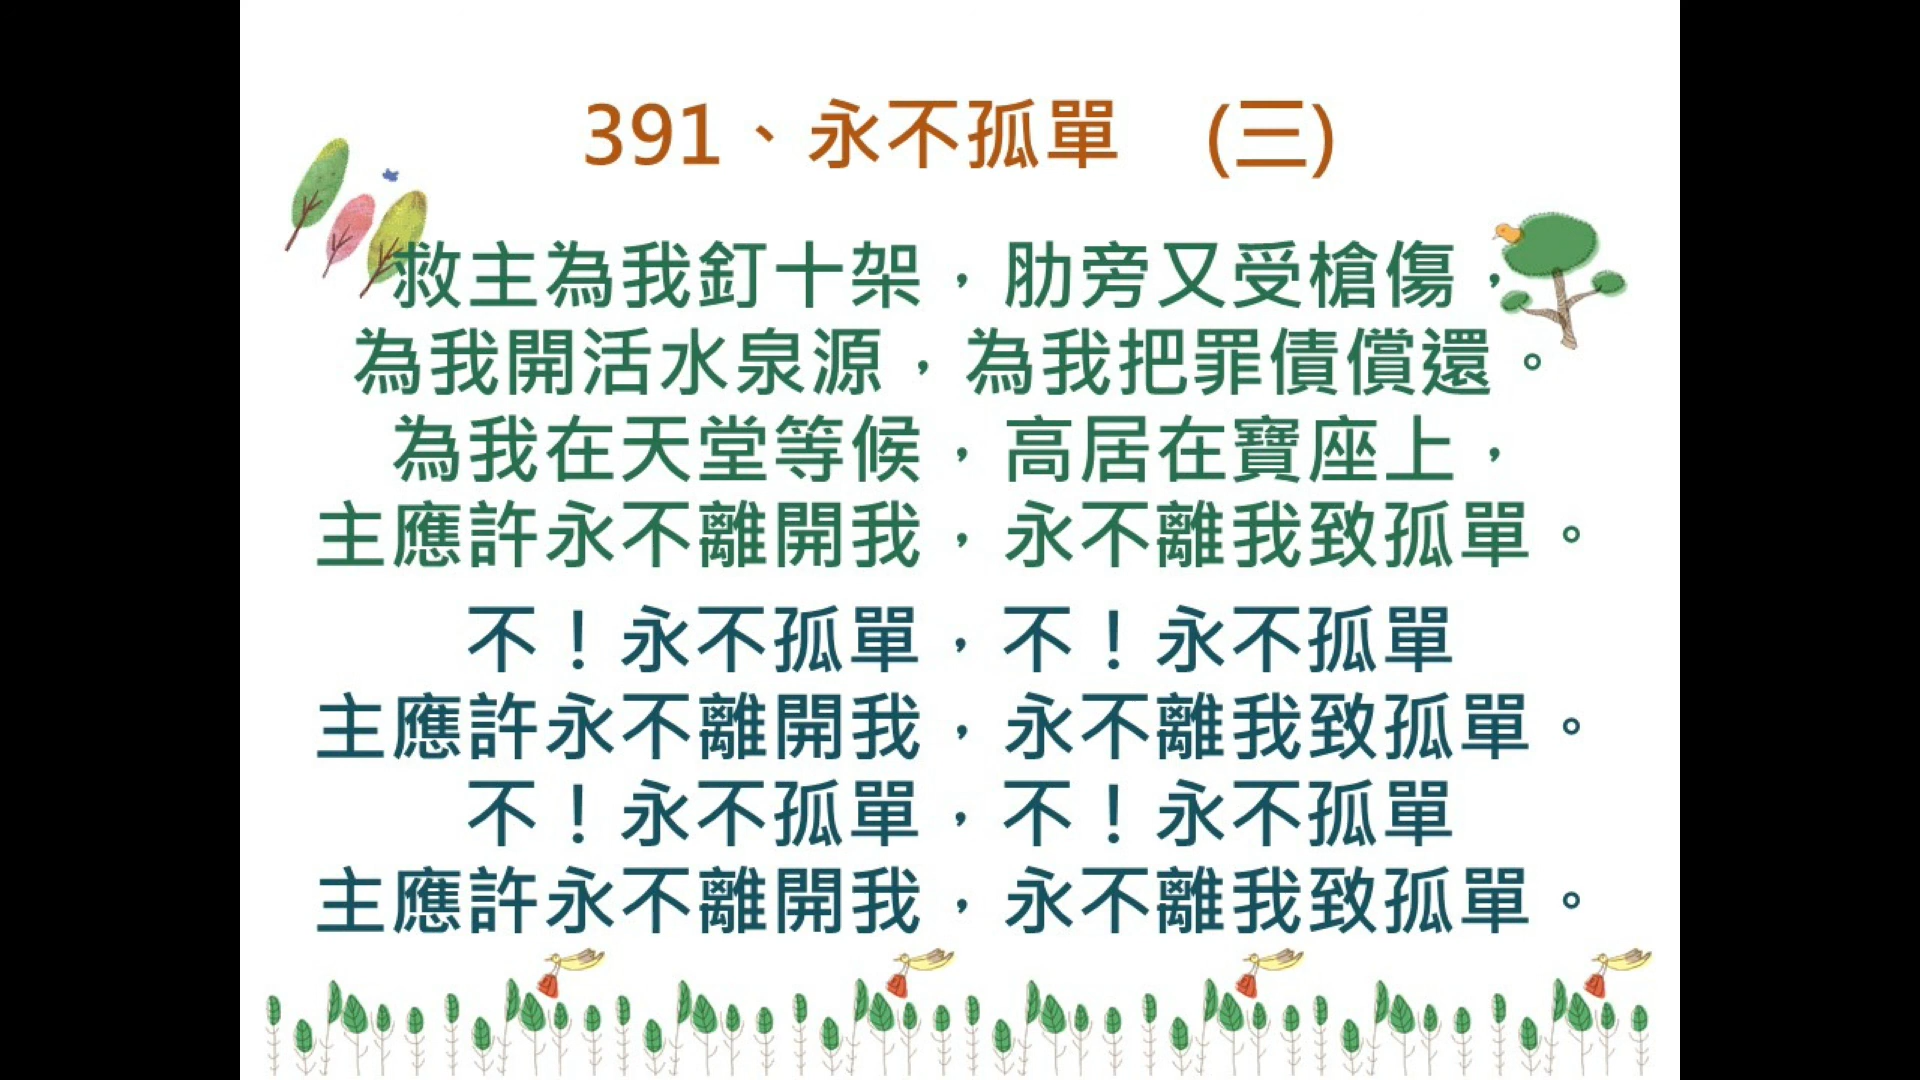 391、永不孤單 (三)
救主為我釘十架，肋旁又受槍傷，
為我開活水泉源，為我把罪債償還。
為我在天堂等候，高居在寶座上，
主應許永不離開我，永不離我致孤單。
不！永不孤單，不！永不孤單
主應許永不離開我，永不離我致孤單。
不！永不孤單，不！永不孤單
主應許永不離開我，永不離我致孤單。